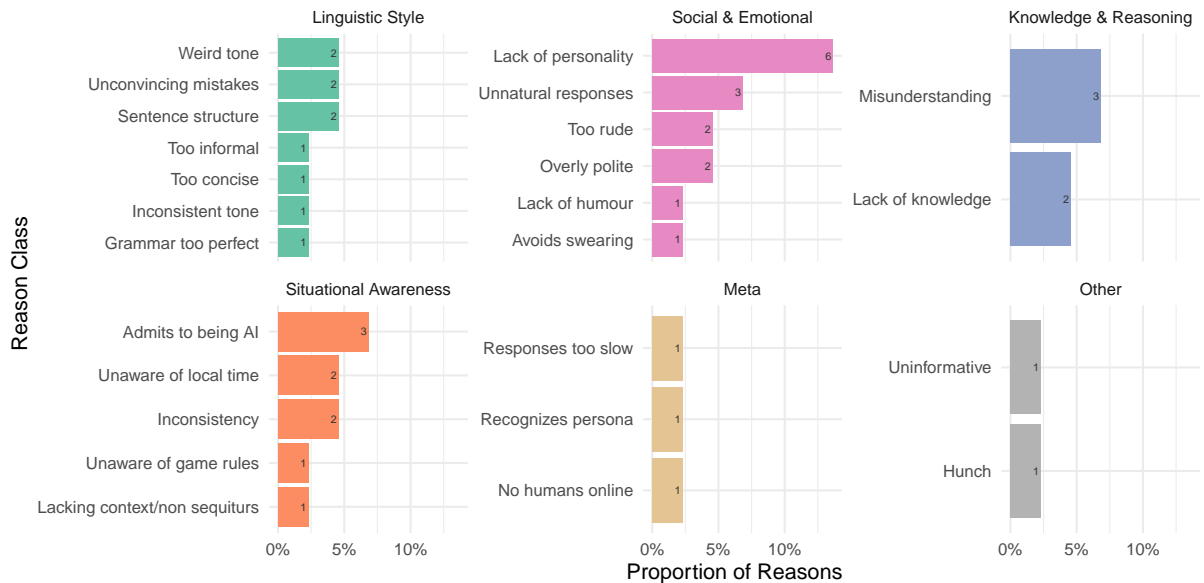 Linguistic Style
Weird tone 2
Unconvincing mistakes 2
Sentence structure 2
Too informal 1
Too concise 1
Inconsistent tone 1
Grammar too perfect 1
Social & Emotional
Lack of personality 6
Unnatural responses 3
Too rude 2
Overly polite 2
Lack of humour 1
Avoids swearing 1
Knowledge & Reasoning
Misunderstanding 3
Lack of knowledge 2
Reason Class
Situational Awareness
Admits to being AI 3
Unaware of local time 2
Inconsistency 2
Unaware of game rules 1
Lacking context/non sequiturs 1
0% 5% 10%
Meta
Responses too slow 1
Recognizes persona 1
No humans online 1
0% 5% 10%
Other
Uninformative 1
Hunch 1
0% 5% 10%
Proportion of Reasons